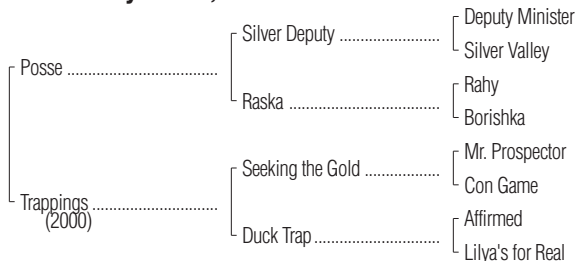 Deputy Minister
Silver Deputy ........................
Silver Valley
Posse ....................................
Rahy
Raska ....................................
Borishka
Mr. Prospector
Seeking the Gold ..................
Con Game
Trappings ..............................
(2000)
Affirmed
Duck Trap ..............................
Lilya's for Real